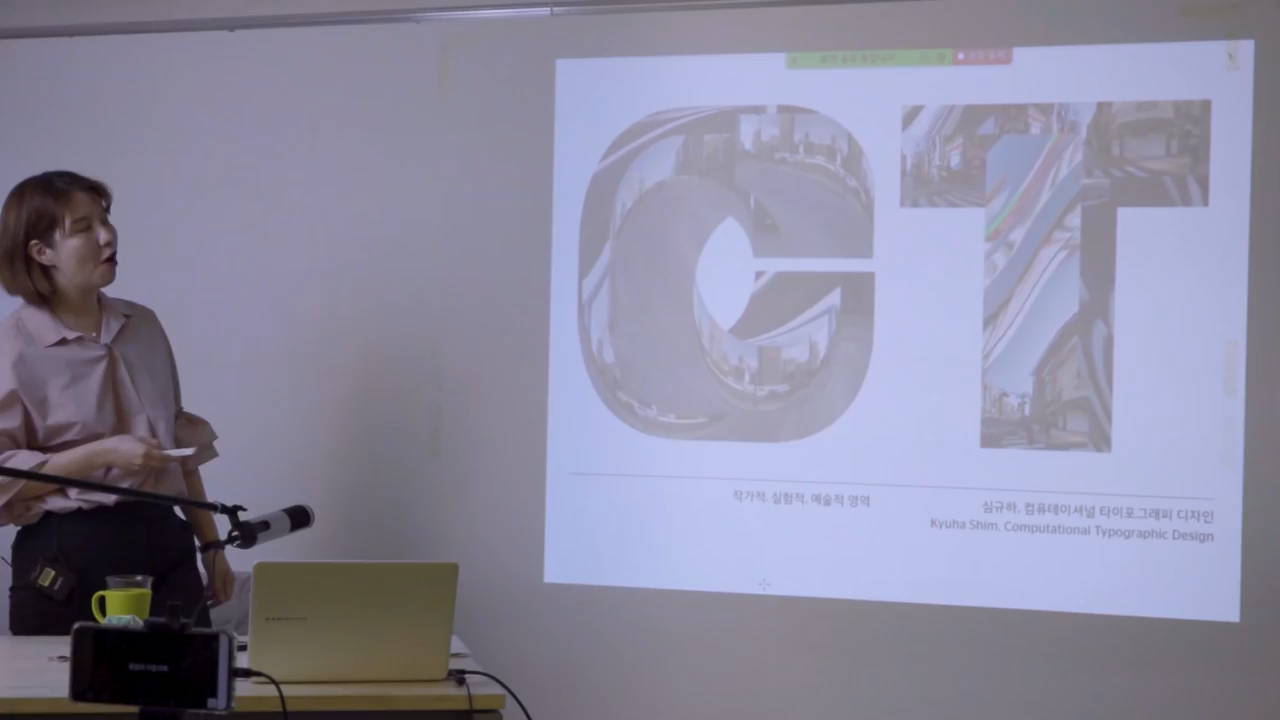 CT
작가적. 실험적. 예술적 영역
심규하, 컴퓨테이셔널 타이포그래피 디자인
Kyuha Shim, Computational Typographic Design